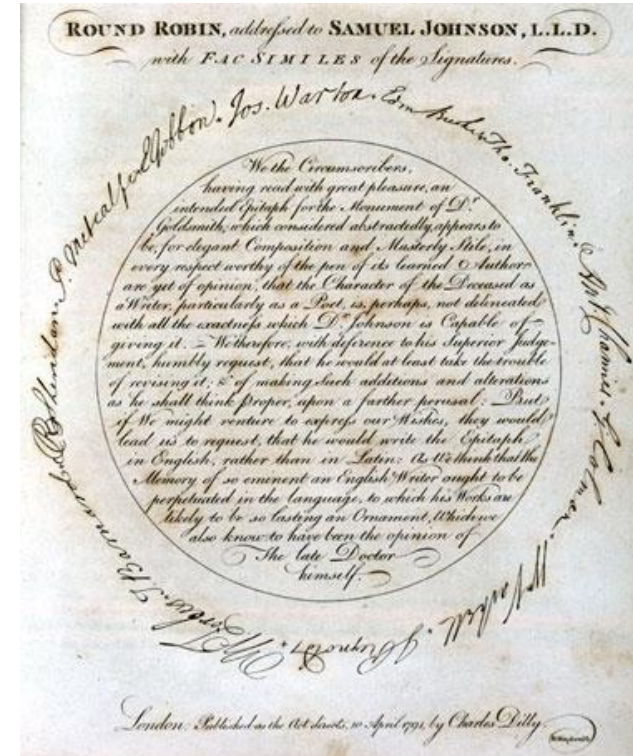 ROUND ROBIN, addressed to SAMUEL JOHNSON, L.L.D.
with FAC SIMILES of the Signatures.
Jos. Warton. Edm Burke. Tho. Franklin. Ant. Chamier. G Colman. W Vachell. J Reynolds. W Forbes. T Barnard. R B Sheridan. P. Metcalfe. E Gibbon.
We the Circumscribers,
having read with great pleasure, an
intended Epitaph for the Monument of Dr.
Goldsmith, which considered abstractedly, appears to
be, for elegant Composition and Masterly Stile, in
every respect worthy of the pen of its learned Author,
are yet of opinion, that the Character of the Deceased as
a Writer, particularly as a Poet, is, perhaps, not delineated
with all the exactness which Dr. Johnson is Capable of
giving it. – We therefore, with deference to his Superior Judge-
ment, humbly request, that he would at least take the trouble
of revising it; & of making such additions and alterations
as he shall think proper, upon a farther perusal: But
if We might venture to express our Wishes, they would
lead us to request, that he would write the Epitaph
in English, rather than in Latin: As We think that the
Memory of so eminent an English Writer ought to be
perpetuated in the language, to which his Works are
likely to be so lasting an Ornament, Which we
also know to have been the opinion of
The late Doctor
himself.
London: Published as the Act directs, 10 April 1791, by Charles Dilly.